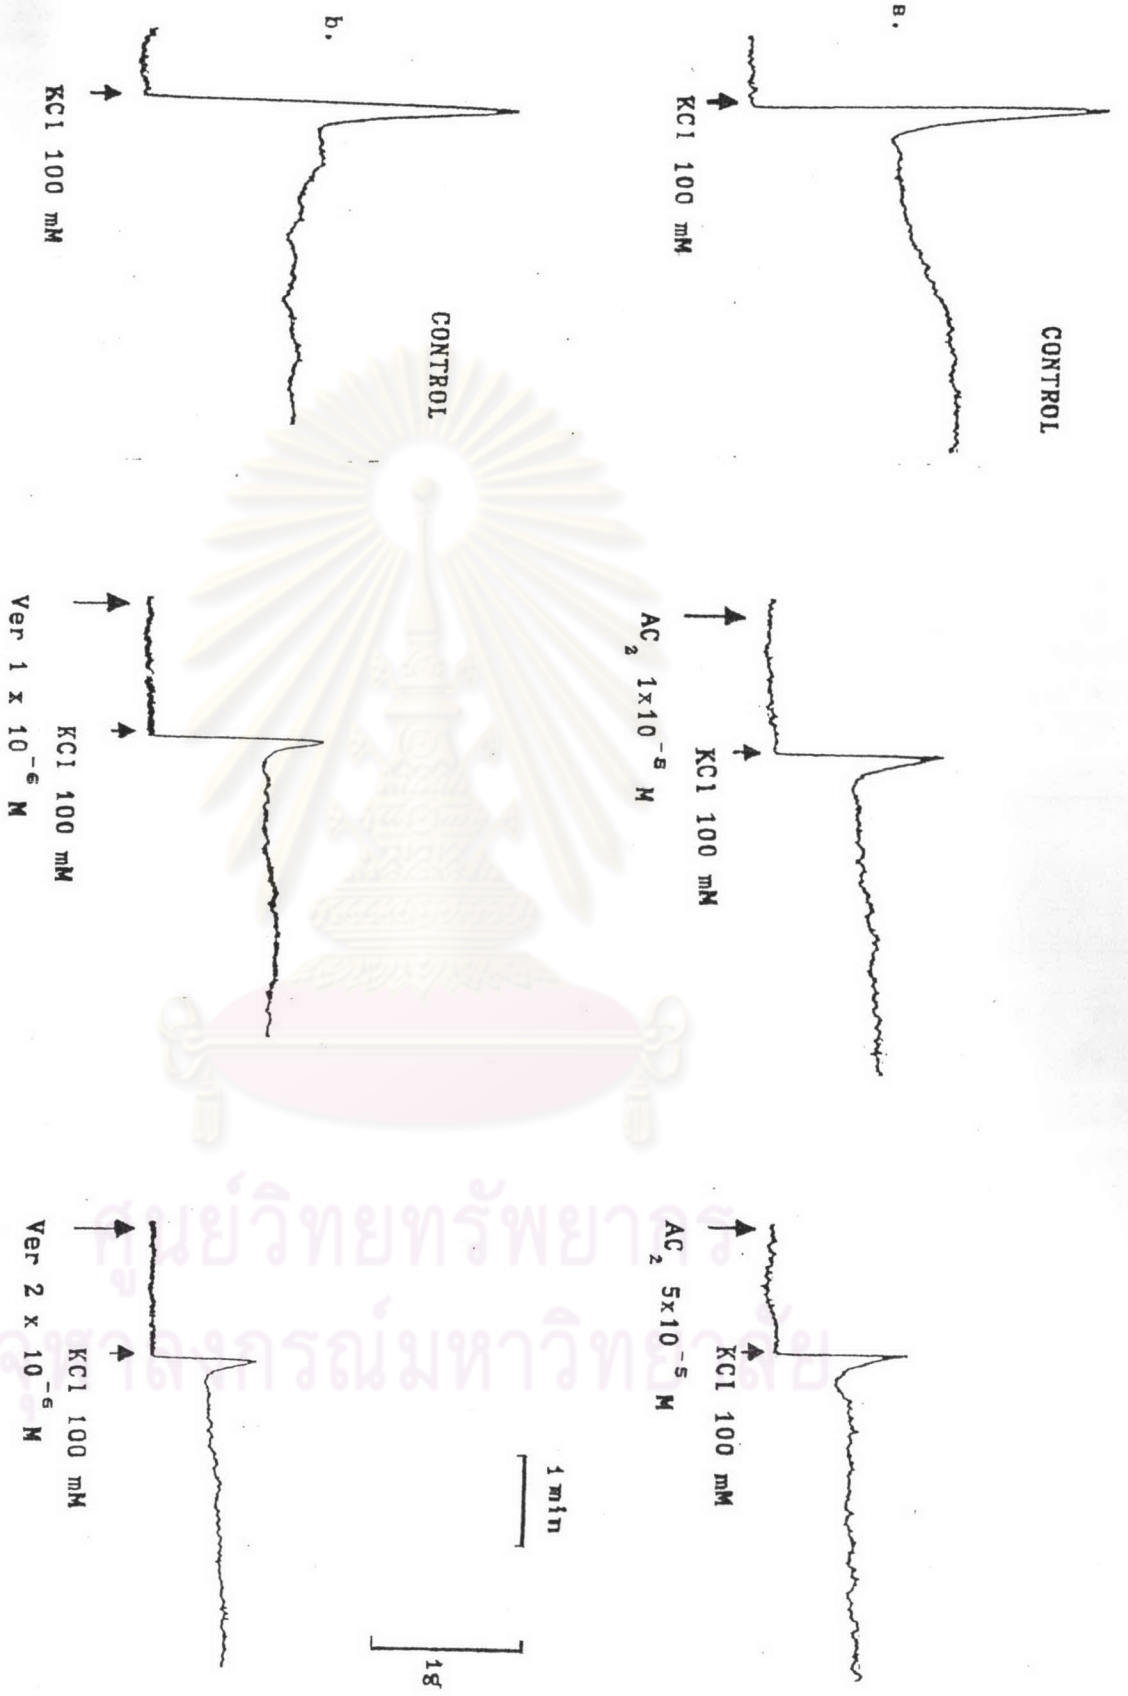 a.
CONTROL
KCl 100 mM
KCl 100 mM
AC₂ 1x10⁻⁵ M
KCl 100 mM
AC₂ 5x10⁻⁵ M
b.
CONTROL
KCl 100 mM
KCl 100 mM
Ver 1 x 10⁻⁶ M
KCl 100 mM
Ver 2 x 10⁻⁶ M
1 min
1g
ศูนย์วิทยทรัพยากร
จุฬาลงกรณ์มหาวิทยาลัย